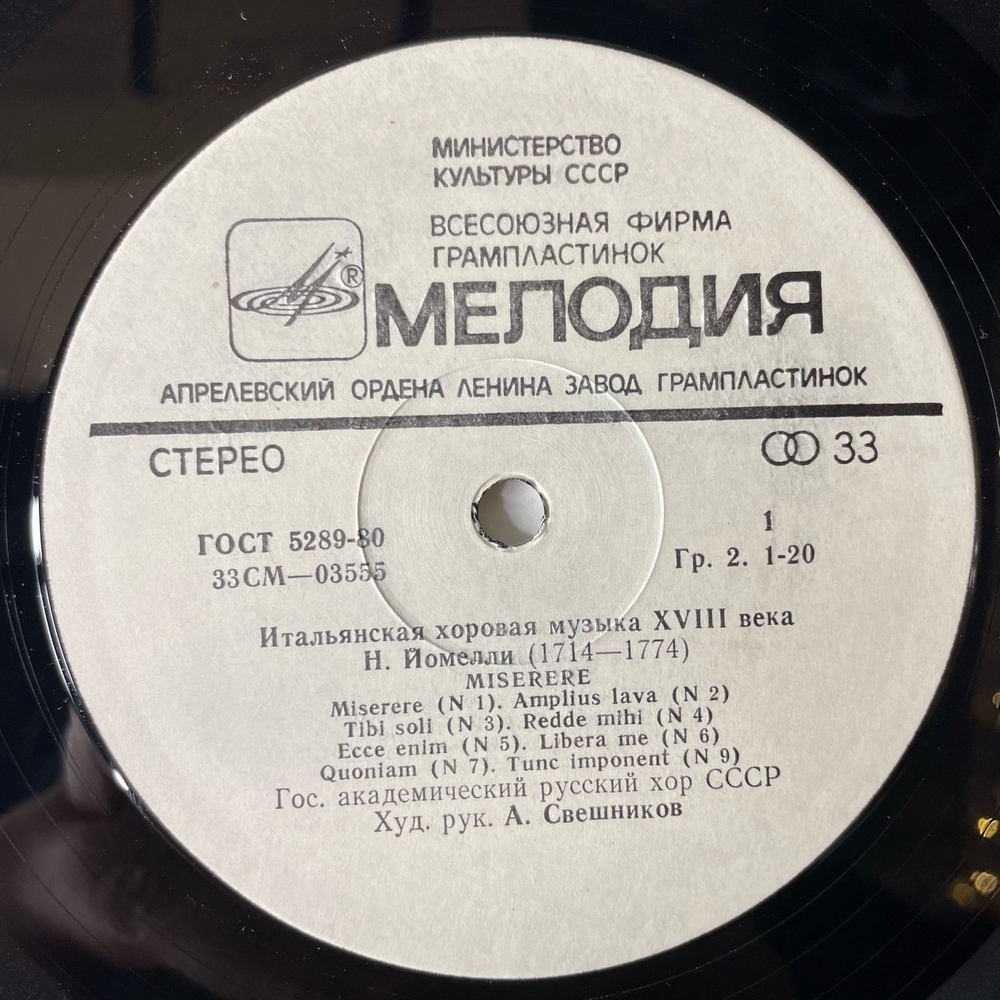 МИНИСТЕРСТВО
КУЛЬТУРЫ СССР
ВСЕСОЮЗНАЯ ФИРМА
ГРАМПЛАСТИНОК
®
МЕЛОДИЯ
АПРЕЛЕВСКИЙ ОРДЕНА ЛЕНИНА ЗАВОД ГРАМПЛАСТИНОК
СТЕРЕО 33
ГОСТ 5289-80 1
33СМ—03555 Гр. 2. 1-20
Итальянская хоровая музыка XVIII века
Н. Йомелли (1714—1774)
MISERERE
Miserere (N 1). Amplius lava (N 2)
Tibi soli (N 3). Redde mihi (N 4)
Ecce enim (N 5). Libera me (N 6)
Quoniam (N 7). Tunc imponent (N 9)
Гос. академический русский хор СССР
Худ. рук. А. Свешников